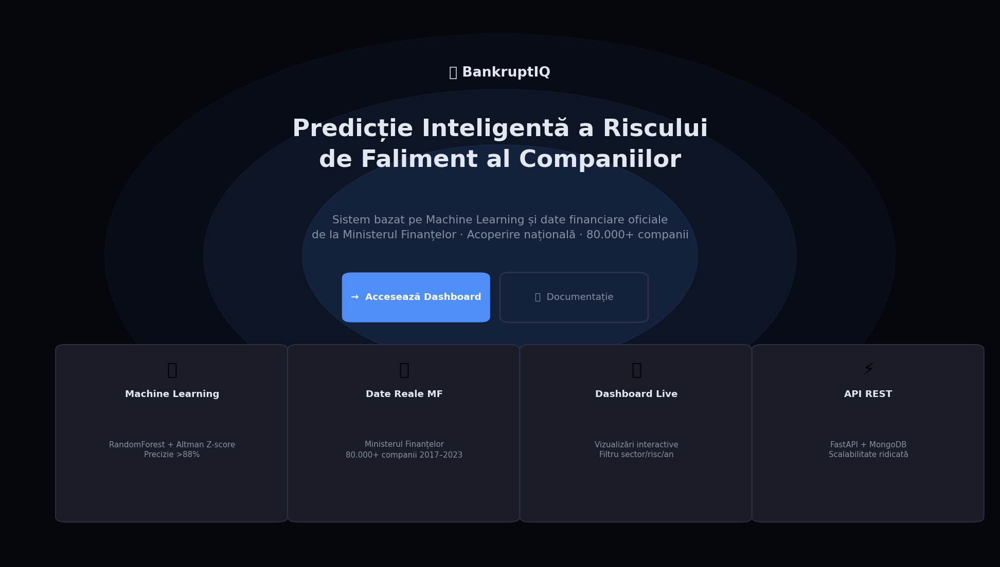 BankruptIQ
Predicție Inteligentă a Riscului
de Faliment al Companiilor
Sistem bazat pe Machine Learning și date financiare oficiale
de la Ministerul Finanțelor · Acoperire națională · 80.000+ companii
→ Accesează Dashboard
Documentație
Machine Learning
RandomForest + Altman Z-score
Precizie >88%
Date Reale MF
Ministerul Finanțelor
80.000+ companii 2017–2023
Dashboard Live
Vizualizări interactive
Filtru sector/risc/an
⚡
API REST
FastAPI + MongoDB
Scalabilitate ridicată